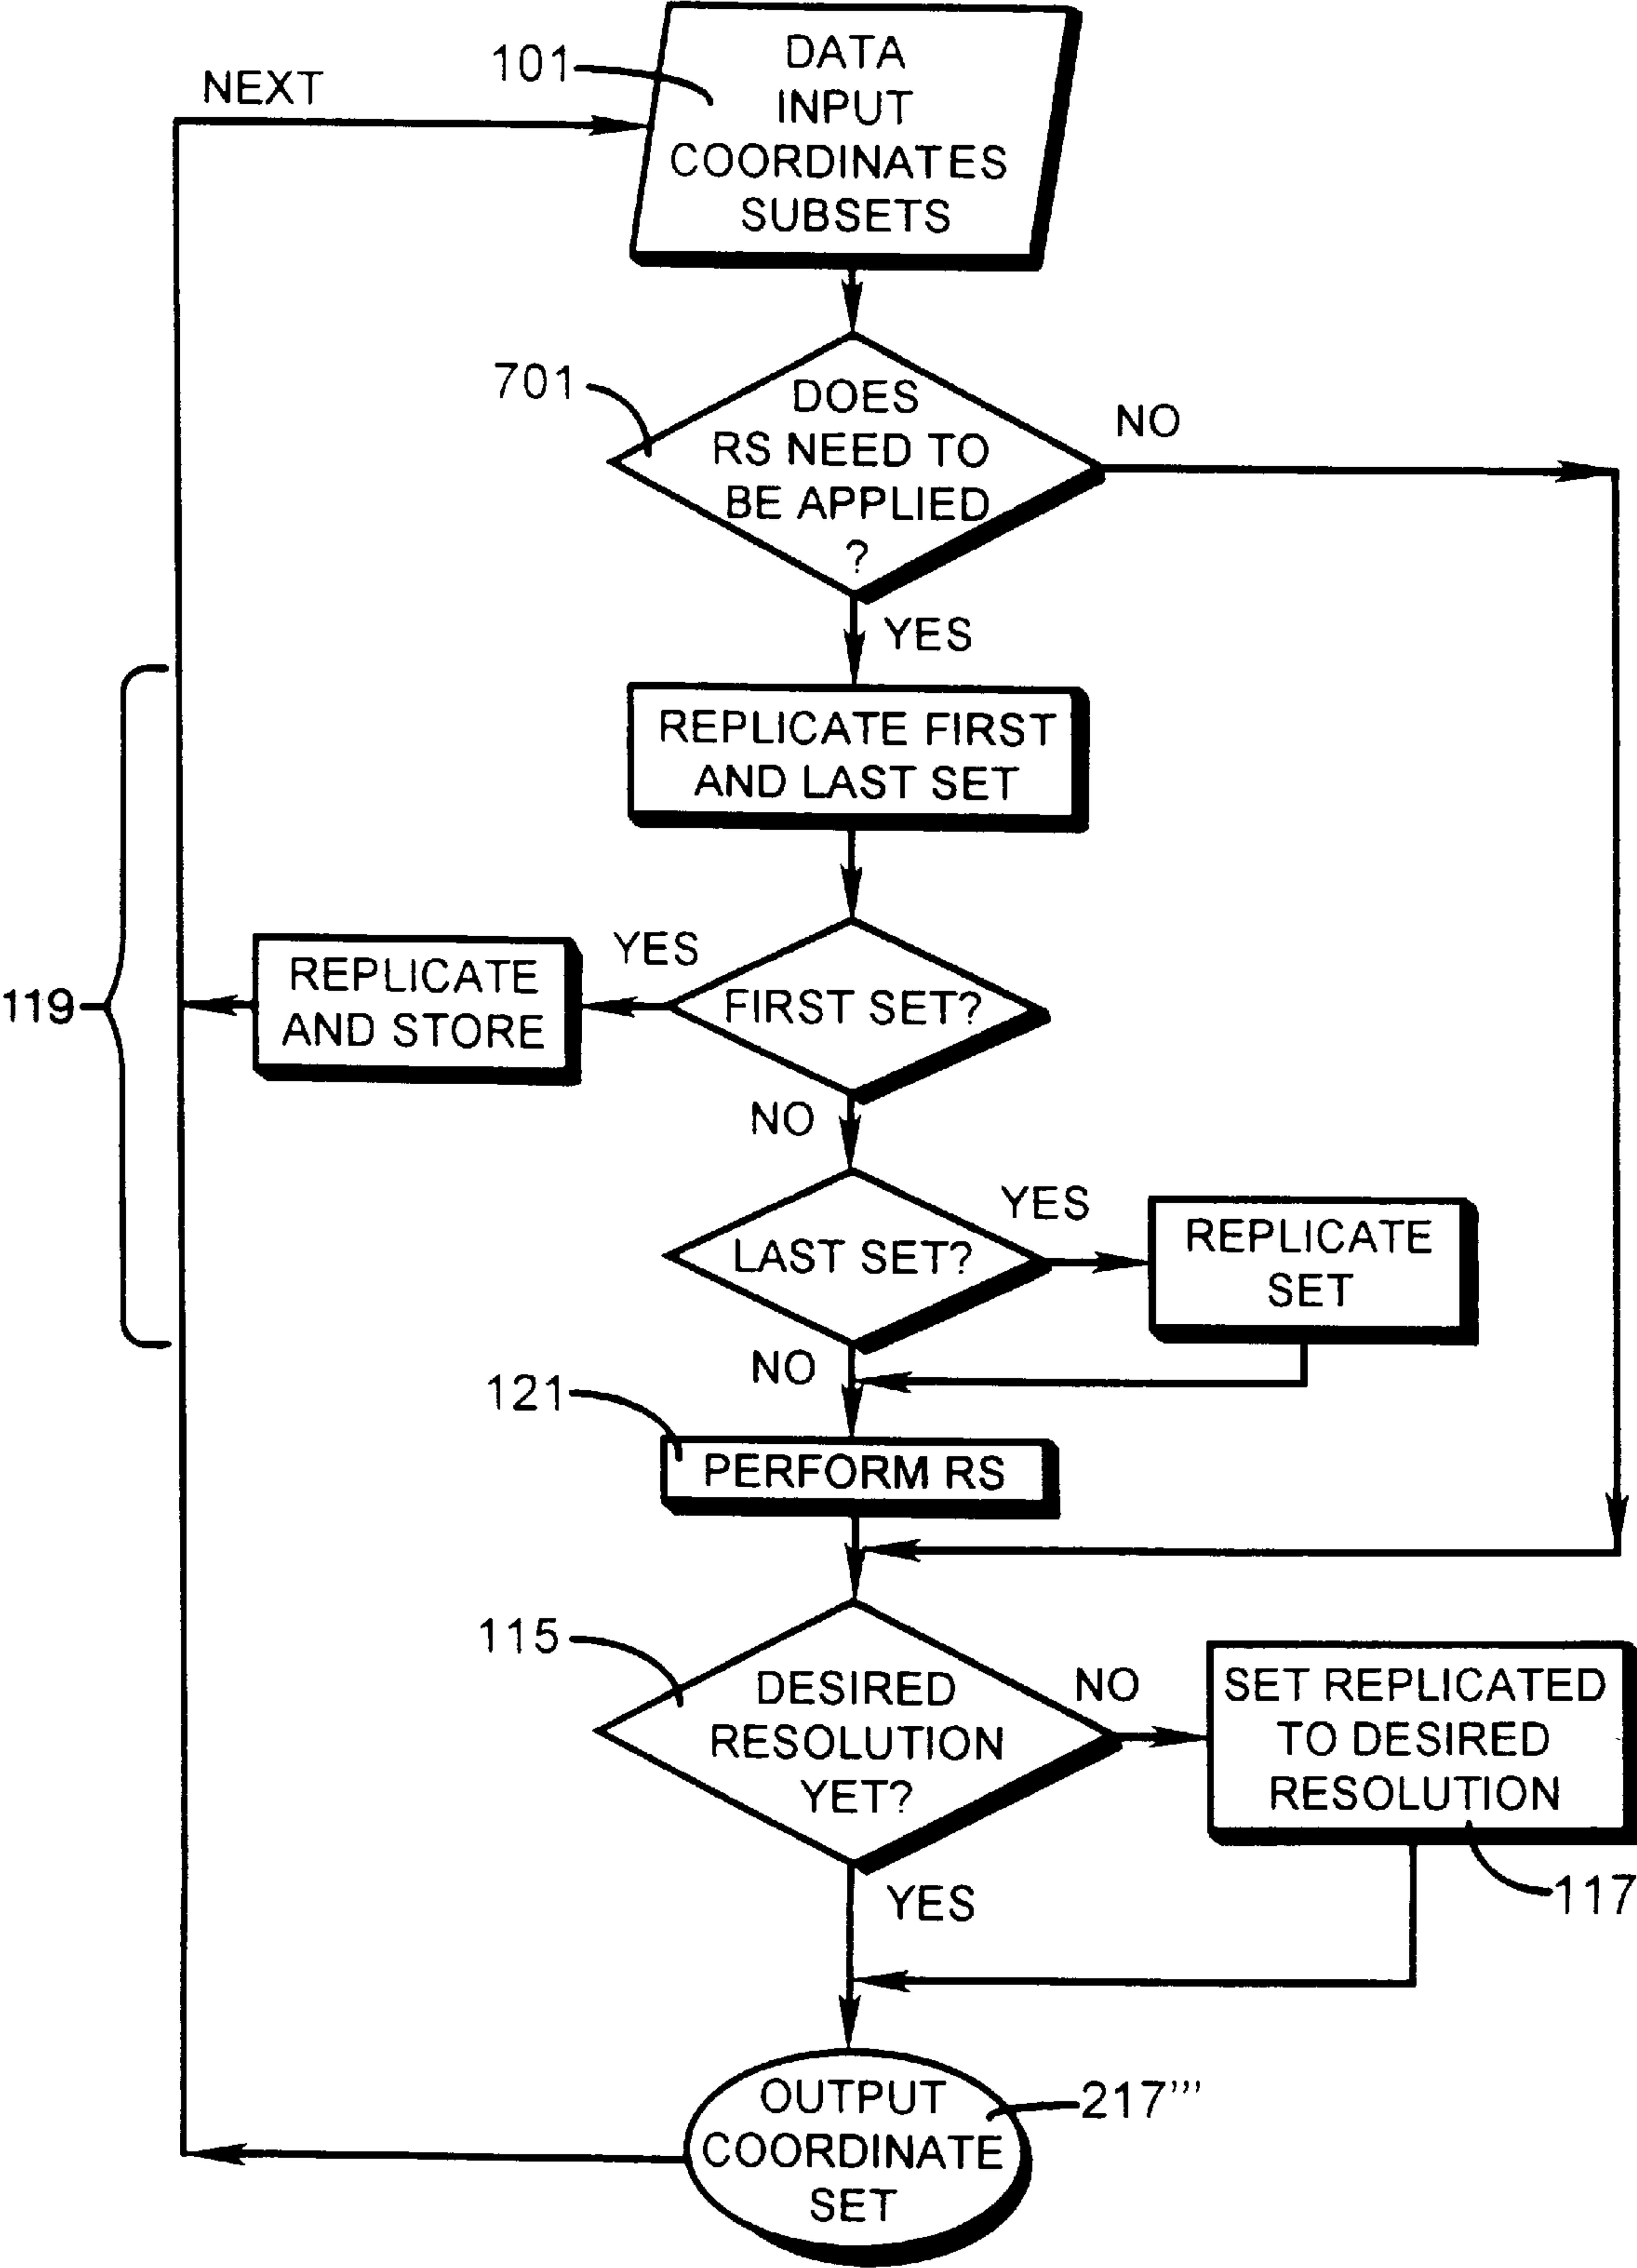 101
DATA
INPUT
COORDINATES
SUBSETS
NEXT
701
DOES
RS NEED TO
BE APPLIED
?
NO
YES
REPLICATE FIRST
AND LAST SET
119
REPLICATE
AND STORE
YES
FIRST SET?
NO
LAST SET?
YES
REPLICATE
SET
NO
121
PERFORM RS
115
DESIRED
RESOLUTION
YET?
NO
SET REPLICATED
TO DESIRED
RESOLUTION
117
YES
OUTPUT
COORDINATE
SET
217'''